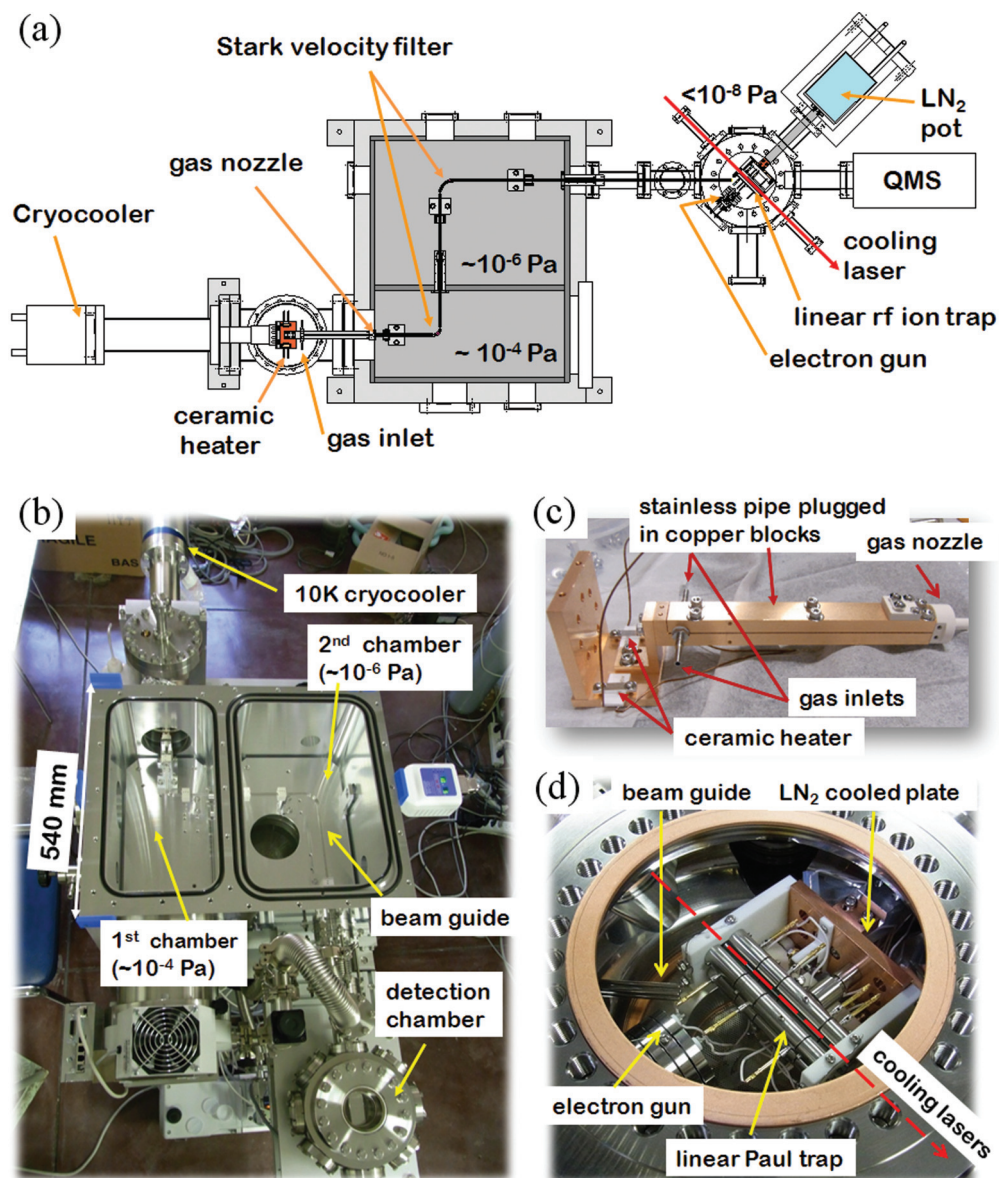 (a)
Stark velocity filter
<10-8 Pa
LN2
pot
gas nozzle
QMS
Cryocooler
cooling
laser
~10-6 Pa
linear rf ion trap
~ 10-4 Pa
electron gun
ceramic
heater
gas inlet
(b)
AGILE
BAS
10K cryocooler
2nd chamber
(~10-6 Pa)
540 mm
beam guide
1st chamber
(~10-4 Pa)
detection
chamber
(c)
stainless pipe plugged
in copper blocks
gas nozzle
gas inlets
ceramic heater
(d)
beam guide
LN2 cooled plate
electron gun
linear Paul trap
cooling lasers